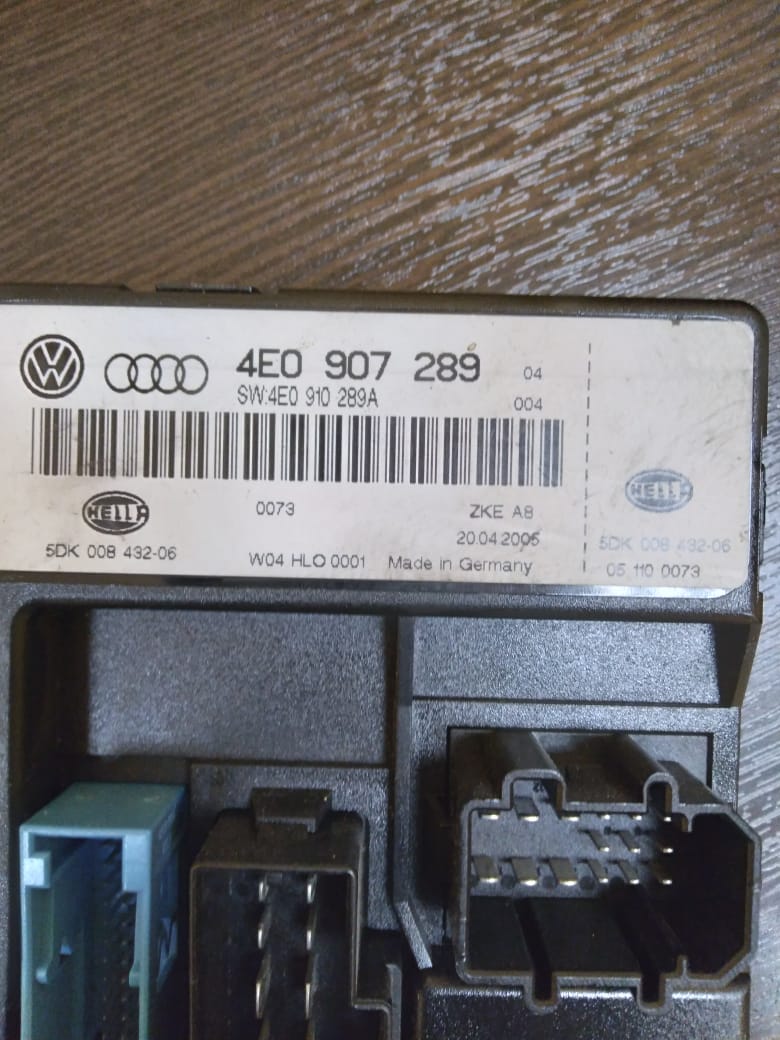 4E0 907 289 04
SW:4E0 910 289A 004
HELLA 0073 ZKE A8 HELLA
20.04.2005
5DK 008 432-06 W04 HLO 0001 Made in Germany 5DK 008 432-06
05 110 0073